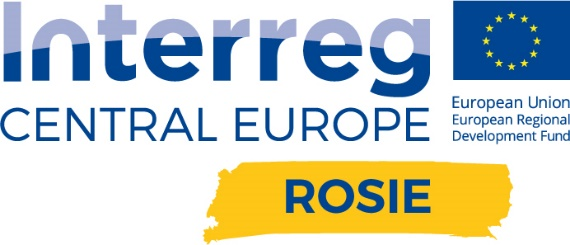 Interreg
CENTRAL EUROPE
European Union
European Regional
Development Fund
ROSIE